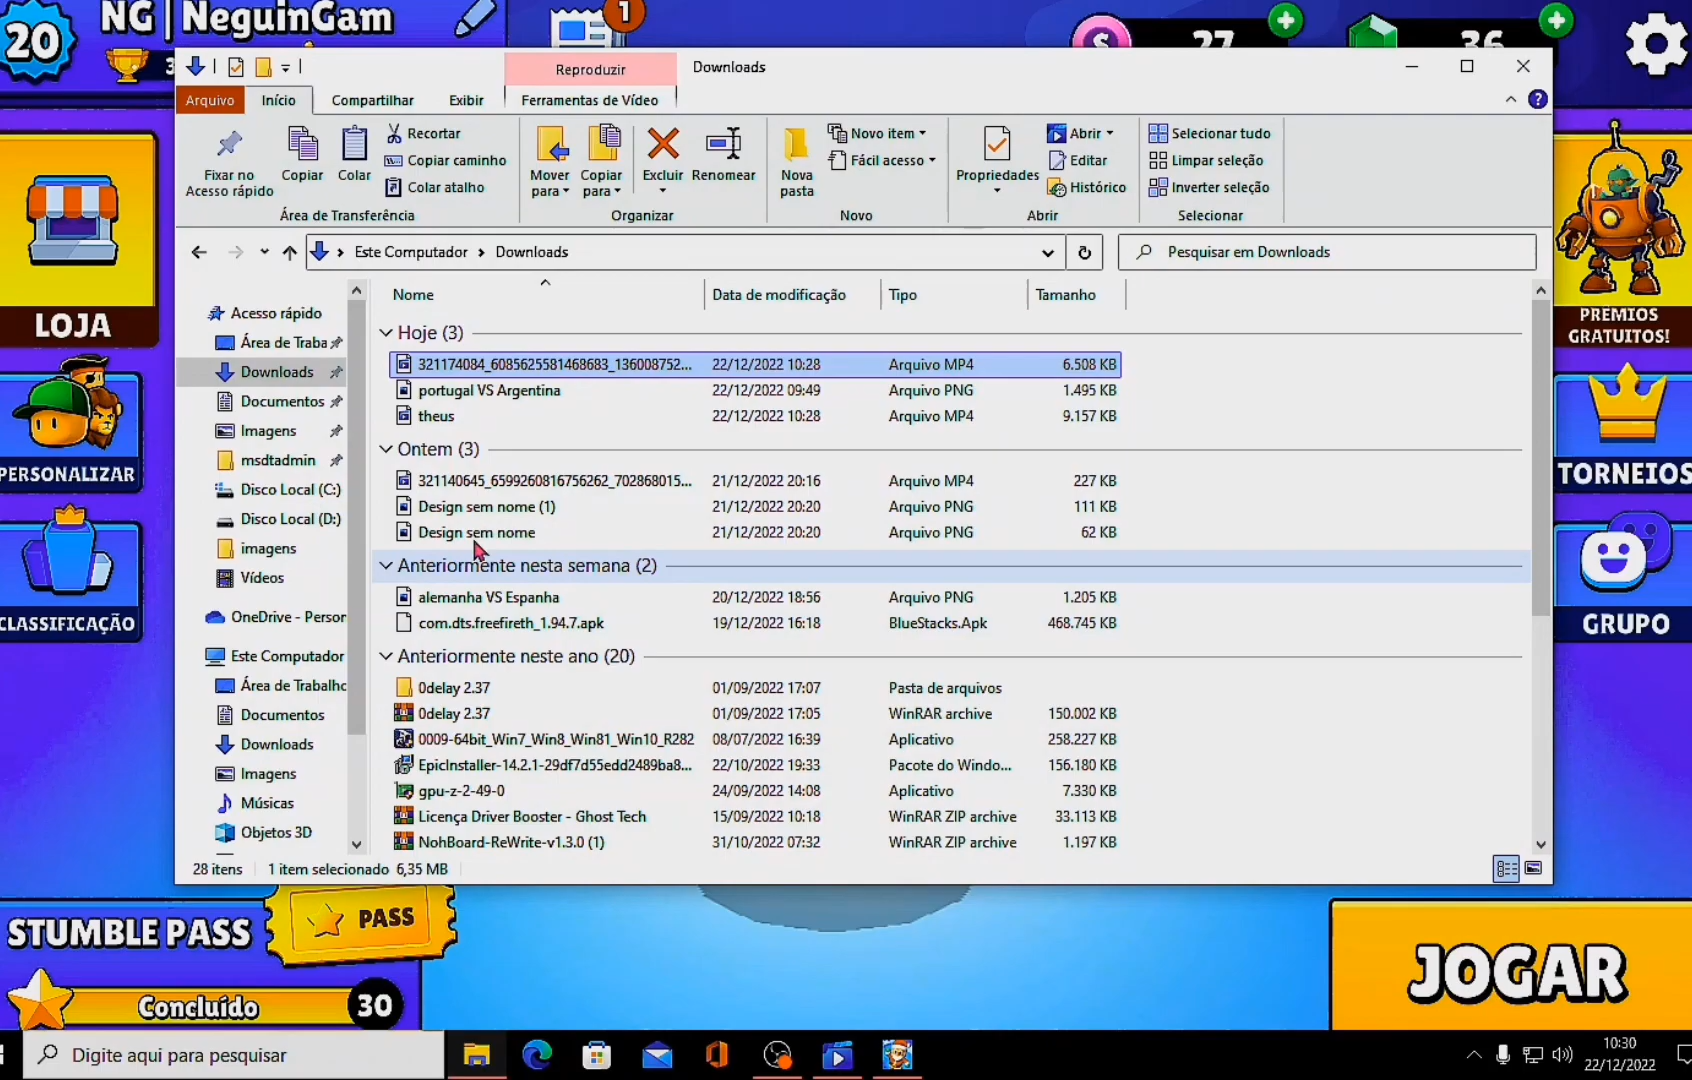 20
NG | NeguinGam
1
27
36
Reproduzir
Downloads
Arquivo
Início
Compartilhar
Exibir
Ferramentas de Vídeo
Fixar no
Acesso rápido
Copiar
Colar
Recortar
Copiar caminho
Colar atalho
Área de Transferência
Mover
para
Copiar
para
Excluir
Renomear
Organizar
Nova
pasta
Novo item
Fácil acesso
Novo
Propriedades
Abrir
Editar
Histórico
Abrir
Selecionar tudo
Limpar seleção
Inverter seleção
Selecionar
Este Computador > Downloads
Pesquisar em Downloads
Nome Data de modificação Tipo Tamanho
Hoje (3)
321174084_6085625581468683_136008752... 22/12/2022 10:28 Arquivo MP4 6.508 KB
portugal VS Argentina 22/12/2022 09:49 Arquivo PNG 1.495 KB
theus 22/12/2022 10:28 Arquivo MP4 9.157 KB
Ontem (3)
321140645_6599260816756262_702868015... 21/12/2022 20:16 Arquivo MP4 227 KB
Design sem nome (1) 21/12/2022 20:20 Arquivo PNG 111 KB
Design sem nome 21/12/2022 20:20 Arquivo PNG 62 KB
Anteriormente nesta semana (2)
alemanha VS Espanha 20/12/2022 18:56 Arquivo PNG 1.205 KB
com.dts.freefireth_1.94.7.apk 19/12/2022 16:18 BlueStacks.Apk 468.745 KB
Anteriormente neste ano (20)
0delay 2.37 01/09/2022 17:07 Pasta de arquivos
0delay 2.37 01/09/2022 17:05 WinRAR archive 150.002 KB
0009-64bit_Win7_Win8_Win81_Win10_R282 08/07/2022 16:39 Aplicativo 258.227 KB
EpicInstaller-14.2.1-29df7d55edd2489ba8... 22/10/2022 19:33 Pacote do Windo... 156.180 KB
gpu-z-2-49-0 24/09/2022 14:08 Aplicativo 7.330 KB
Licença Driver Booster - Ghost Tech 15/09/2022 10:18 WinRAR ZIP archive 33.113 KB
NohBoard-ReWrite-v1.3.0 (1) 31/10/2022 07:32 WinRAR ZIP archive 1.197 KB
Acesso rápido
Área de Traba
Downloads
Documentos
Imagens
msdtadmin
Disco Local (C:)
Disco Local (D:)
imagens
Vídeos
OneDrive - Person
Este Computador
Área de Trabalho
Documentos
Downloads
Imagens
Músicas
Objetos 3D
28 itens
1 item selecionado 6,35 MB
LOJA
PERSONALIZAR
CLASSIFICAÇÃO
PRÊMIOS
GRATUITOS!
TORNEIOS
GRUPO
STUMBLE PASS
PASS
Concluído
30
JOGAR
Digite aqui para pesquisar
10:30
22/12/2022